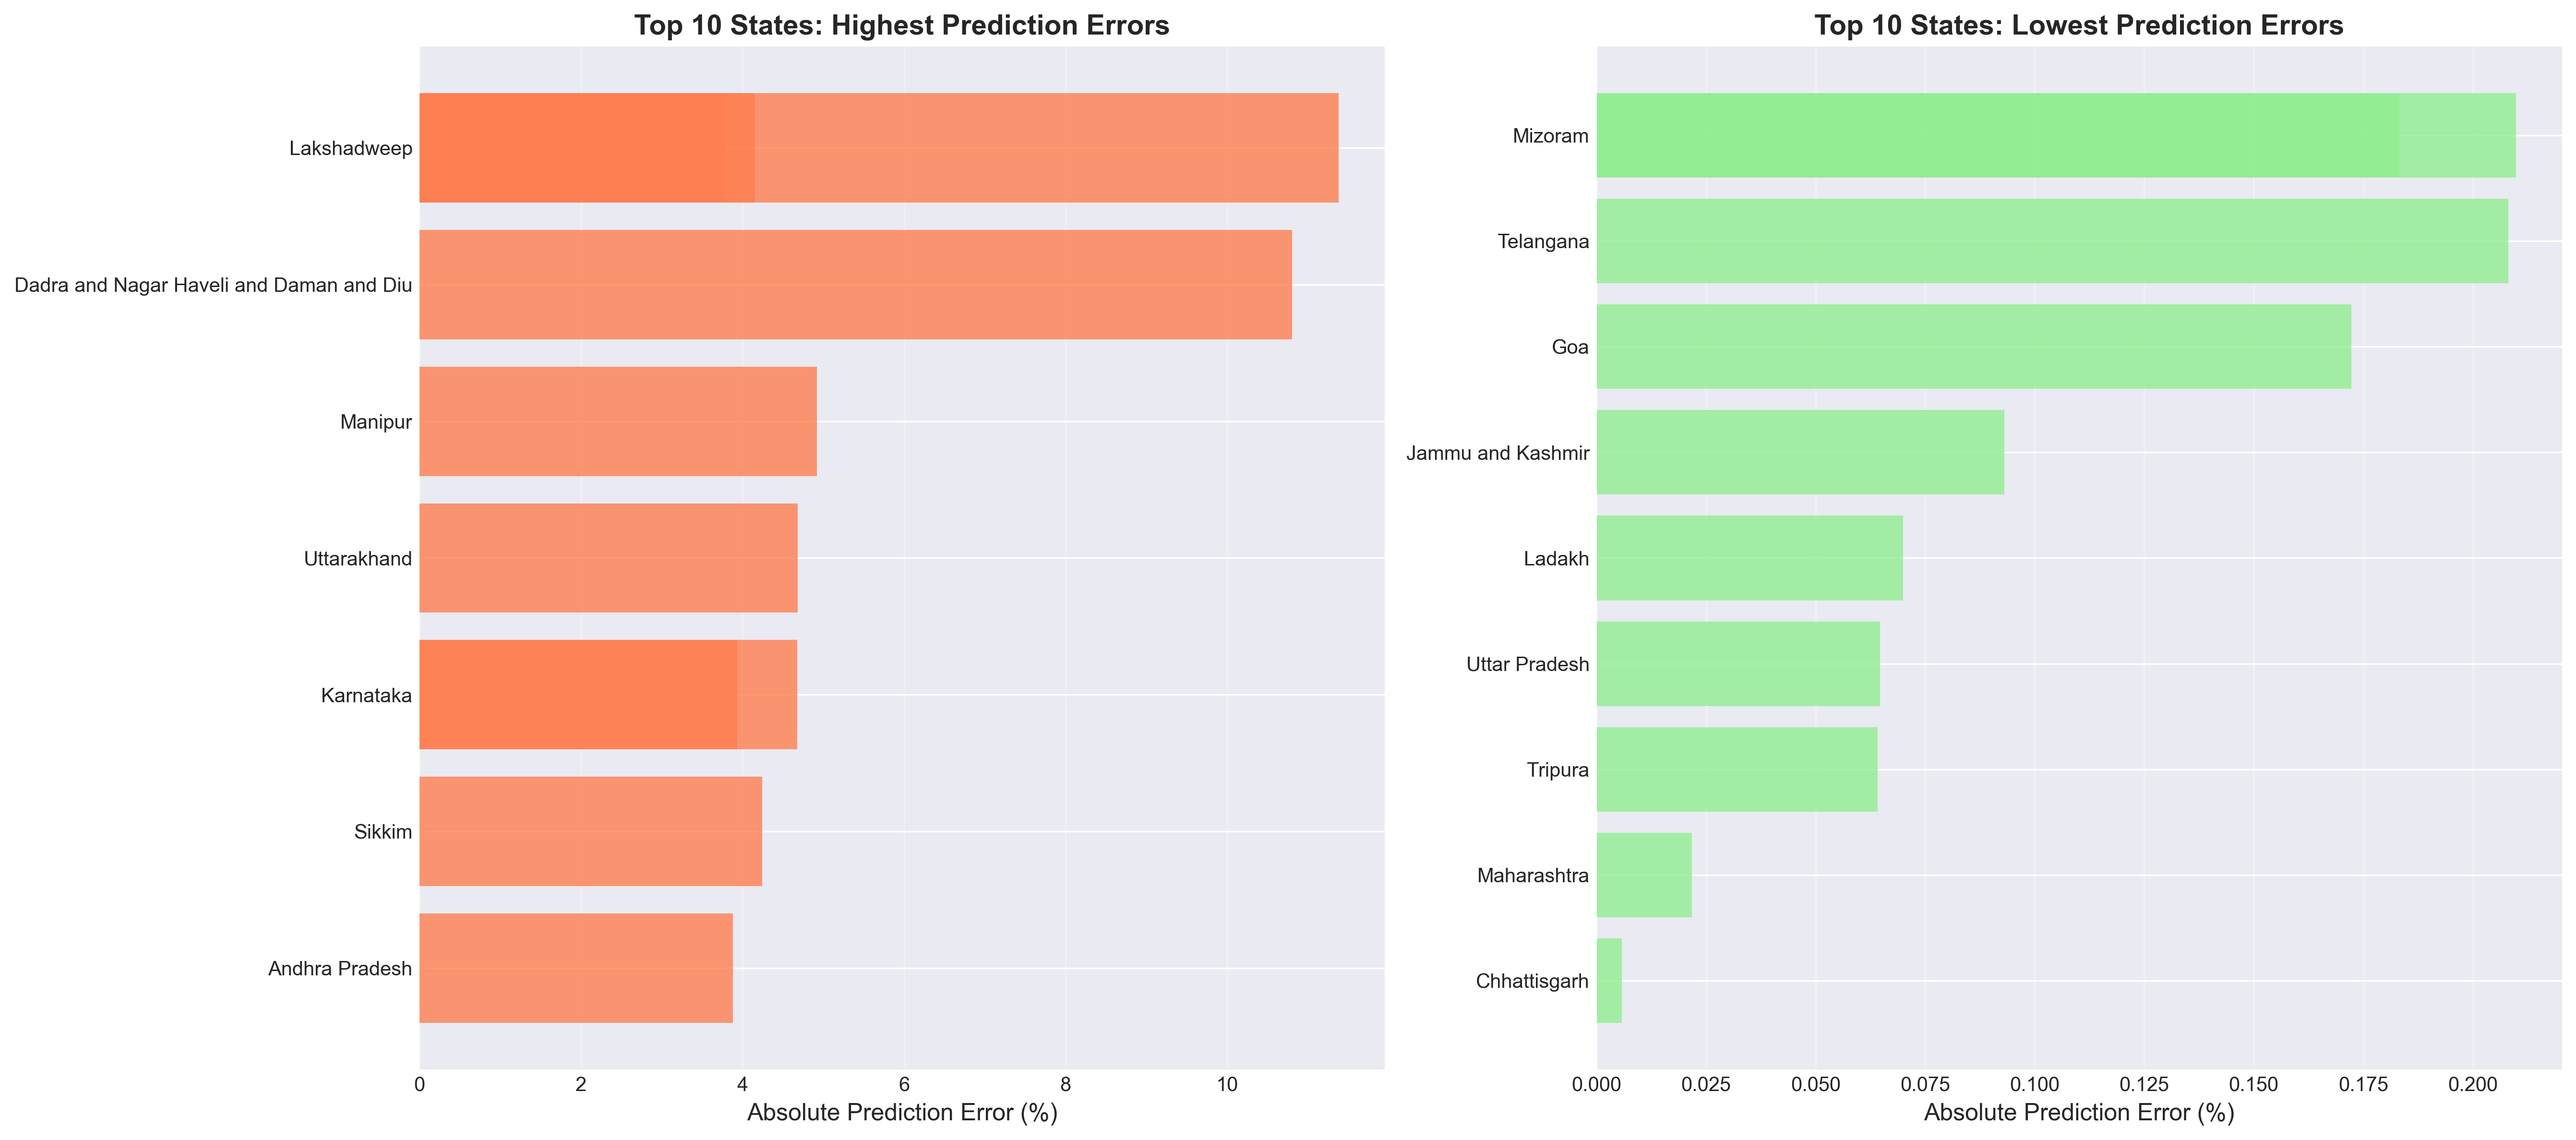 Top 10 States: Highest Prediction Errors
Lakshadweep
Dadra and Nagar Haveli and Daman and Diu
Manipur
Uttarakhand
Karnataka
Sikkim
Andhra Pradesh
0 2 4 6 8 10
Absolute Prediction Error (%)
Top 10 States: Lowest Prediction Errors
Mizoram
Telangana
Goa
Jammu and Kashmir
Ladakh
Uttar Pradesh
Tripura
Maharashtra
Chhattisgarh
0.000 0.025 0.050 0.075 0.100 0.125 0.150 0.175 0.200
Absolute Prediction Error (%)